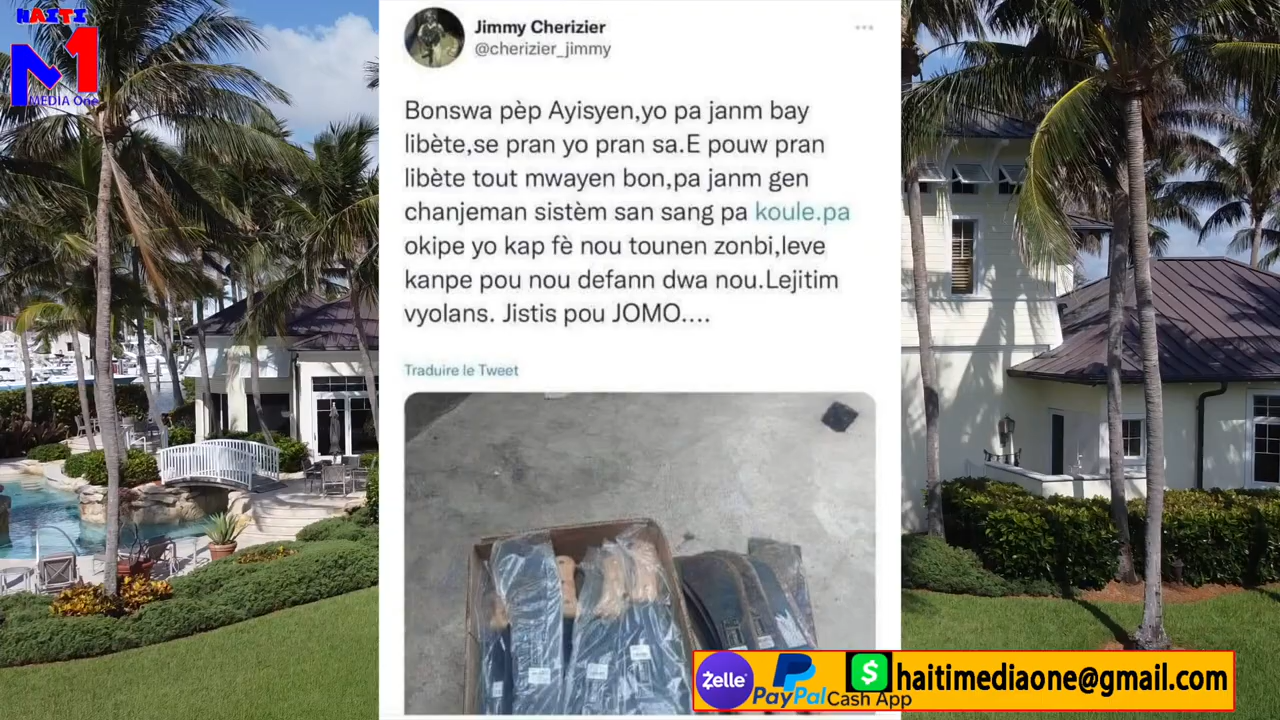 HAITI
M1
MEDIA One
Jimmy Cherizier
@cherizier_jimmy
Bonswa pèp Ayisyen,yo pa janm bay
libète,se pran yo pran sa.E pouw pran
libète tout mwayen bon,pa janm gen
chanjeman sistèm san sang pa koule.pa
okipe yo kap fè nou tounen zonbi,leve
kanpe pou nou defann dwa nou.Lejitim
vyolans. Jistis pou JOMO....
Traduire le Tweet
Zelle
PayPal
$
Cash App
haitimediaone@gmail.com